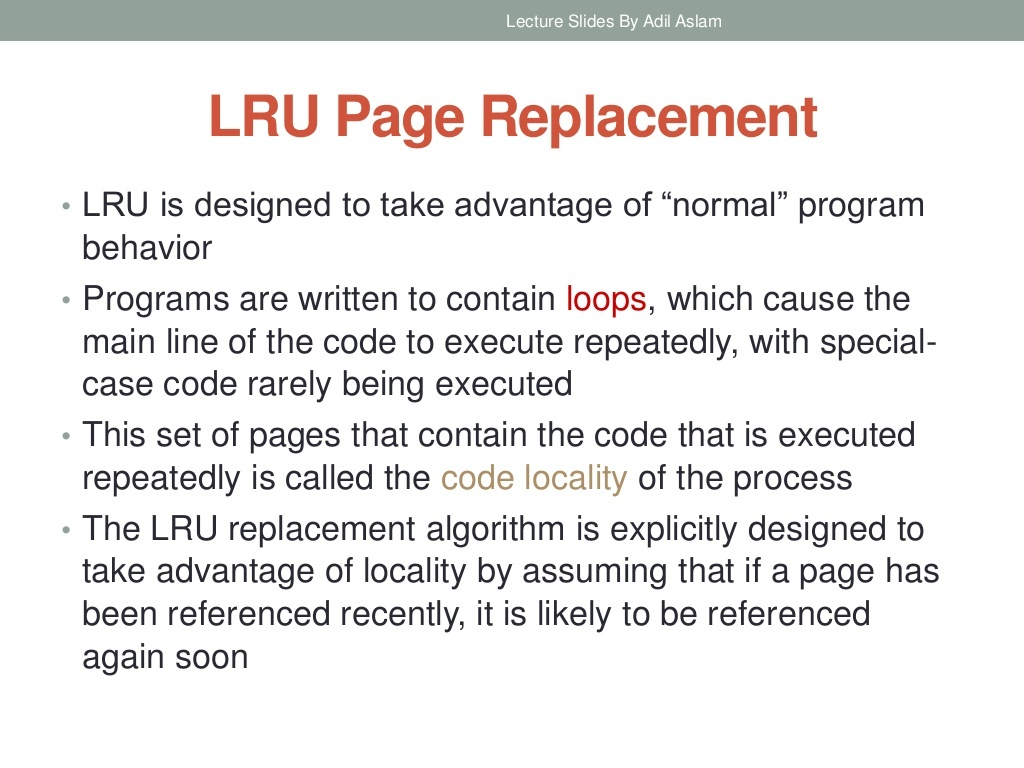 Lecture Slides By Adil Aslam
LRU Page Replacement
• LRU is designed to take advantage of “normal” program
behavior
• Programs are written to contain loops, which cause the
main line of the code to execute repeatedly, with special-
case code rarely being executed
• This set of pages that contain the code that is executed
repeatedly is called the code locality of the process
• The LRU replacement algorithm is explicitly designed to
take advantage of locality by assuming that if a page has
been referenced recently, it is likely to be referenced
again soon